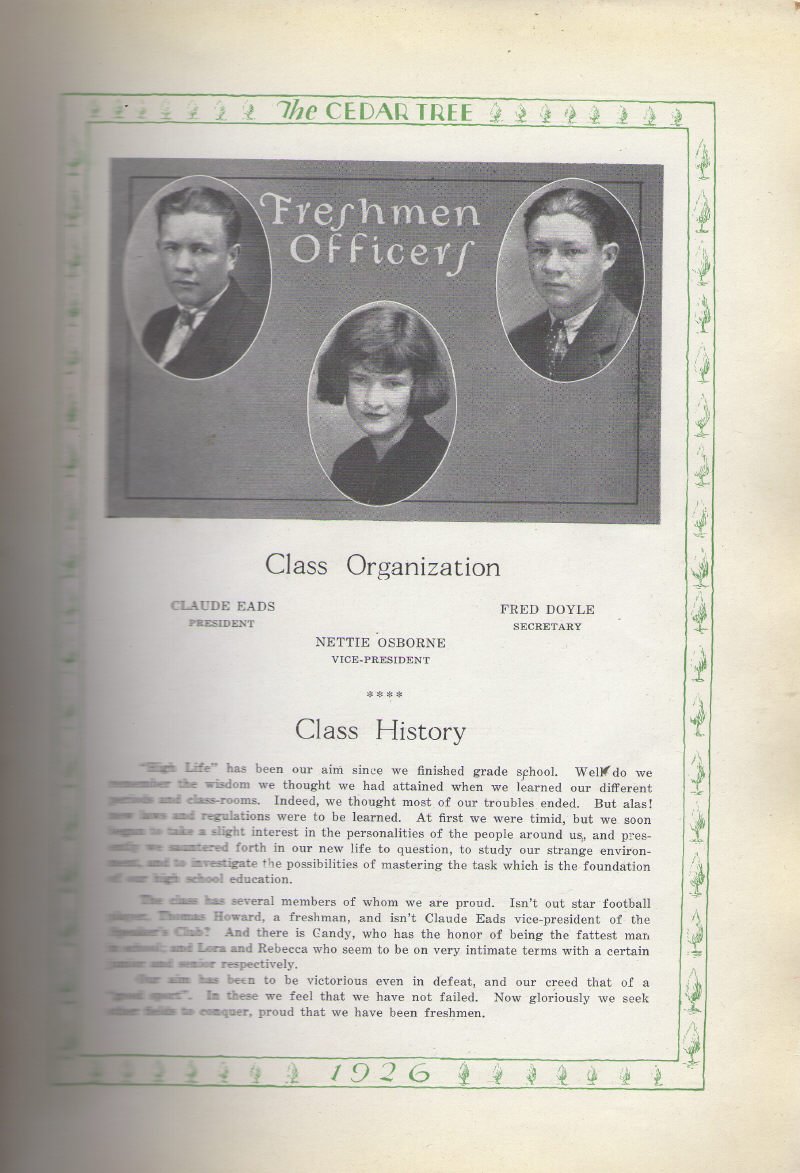 The CEDAR TREE
Freshmen
Officers
Class Organization
CLAUDE EADS
PRESIDENT
FRED DOYLE
SECRETARY
NETTIE OSBORNE
VICE-PRESIDENT
****
Class History
"High Life" has been our aim since we finished grade school. Well do we
remember the wisdom we thought we had attained when we learned our different
periods and class-rooms. Indeed, we thought most of our troubles ended. But alas!
new laws and regulations were to be learned. At first we were timid, but we soon
began to take a slight interest in the personalities of the people around us, and pres-
ently we sauntered forth in our new life to question, to study our strange environ-
ment, and to investigate the possibilities of mastering the task which is the foundation
of our high school education.
The class has several members of whom we are proud. Isn't out star football
player, Thomas Howard, a freshman, and isn't Claude Eads vice-president of the
Speaker's Club? And there is Gandy, who has the honor of being the fattest man
in school; and Lora and Rebecca who seem to be on very intimate terms with a certain
junior and senior respectively.
Our aim has been to be victorious even in defeat, and our creed that of a
"good sport". In these we feel that we have not failed. Now gloriously we seek
other fields to conquer, proud that we have been freshmen.
1926